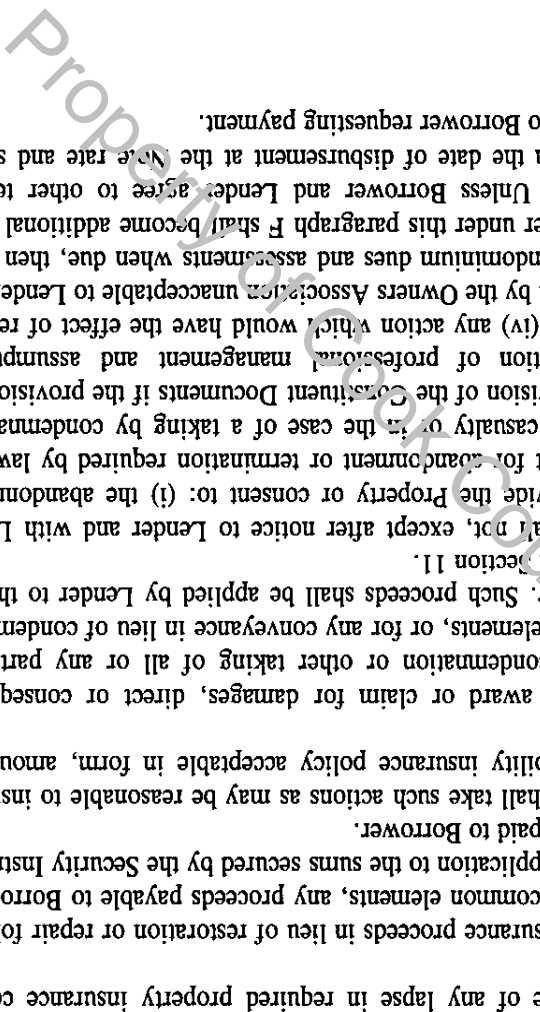 e of any lapse in required property insurance co
surance proceeds in lieu of restoration or repair fol
common elements, any proceeds payable to Borro
pplication to the sums secured by the Security Instr
paid to Borrower.
hall take such actions as may be reasonable to ins
bility insurance policy acceptable in form, amou
award or claim for damages, direct or conseq
condemnation or other taking of all or any part
elements, or for any conveyance in lieu of condem
. Such proceeds shall be applied by Lender to th
Section 11.
all not, except after notice to Lender and with L
vide the Property or consent to: (i) the abandon
t for abandonment or termination required by law
casualty or in the case of a taking by condemna
vision of the Constituent Documents if the provisio
tion of professional management and assumpt
(iv) any action which would have the effect of re
by the Owners Association unacceptable to Lende
ndominium dues and assessments when due, then
er under this paragraph F shall become additional
Unless Borrower and Lender agree to other te
n the date of disbursement at the Note rate and s
o Borrower requesting payment.
Property of Cook C